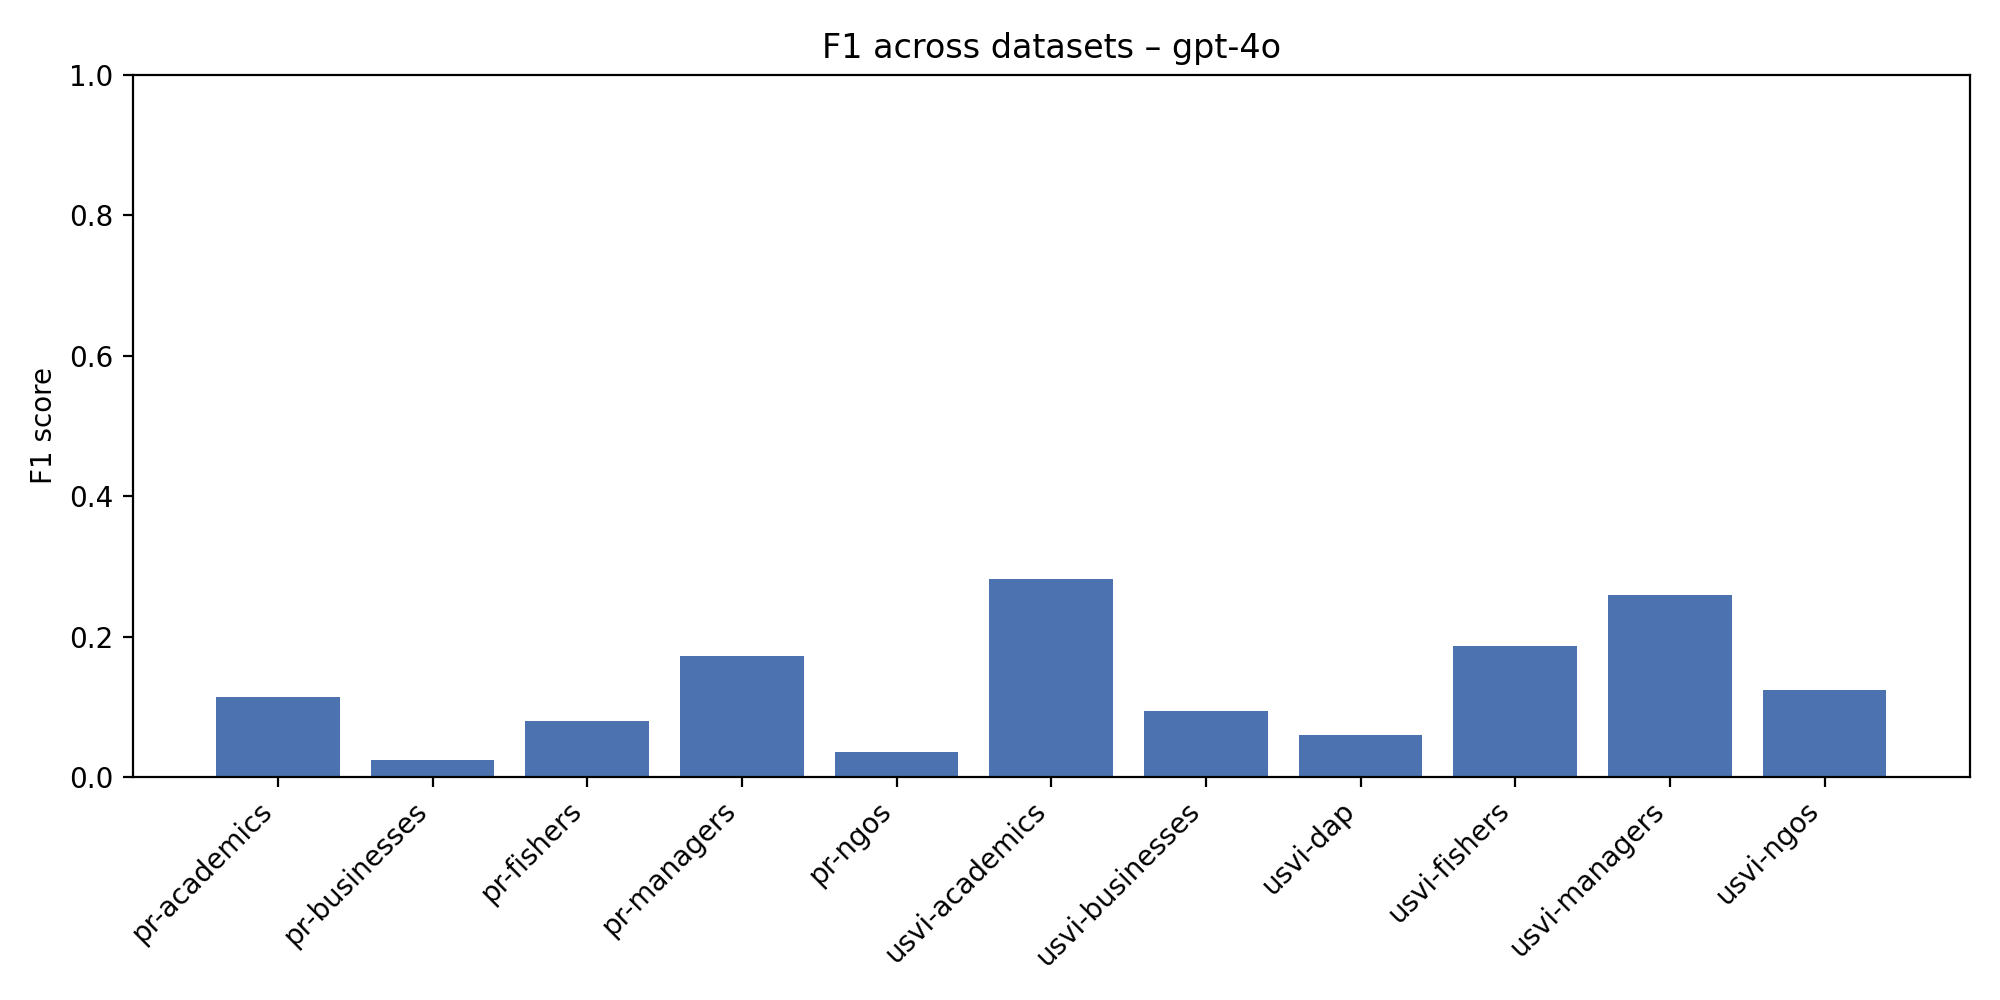 F1 across datasets – gpt-4o
1.0
0.8
0.6
0.4
0.2
0.0
F1 score
pr-academics
pr-businesses
pr-fishers
pr-managers
pr-ngos
usvi-academics
usvi-businesses
usvi-dap
usvi-fishers
usvi-managers
usvi-ngos